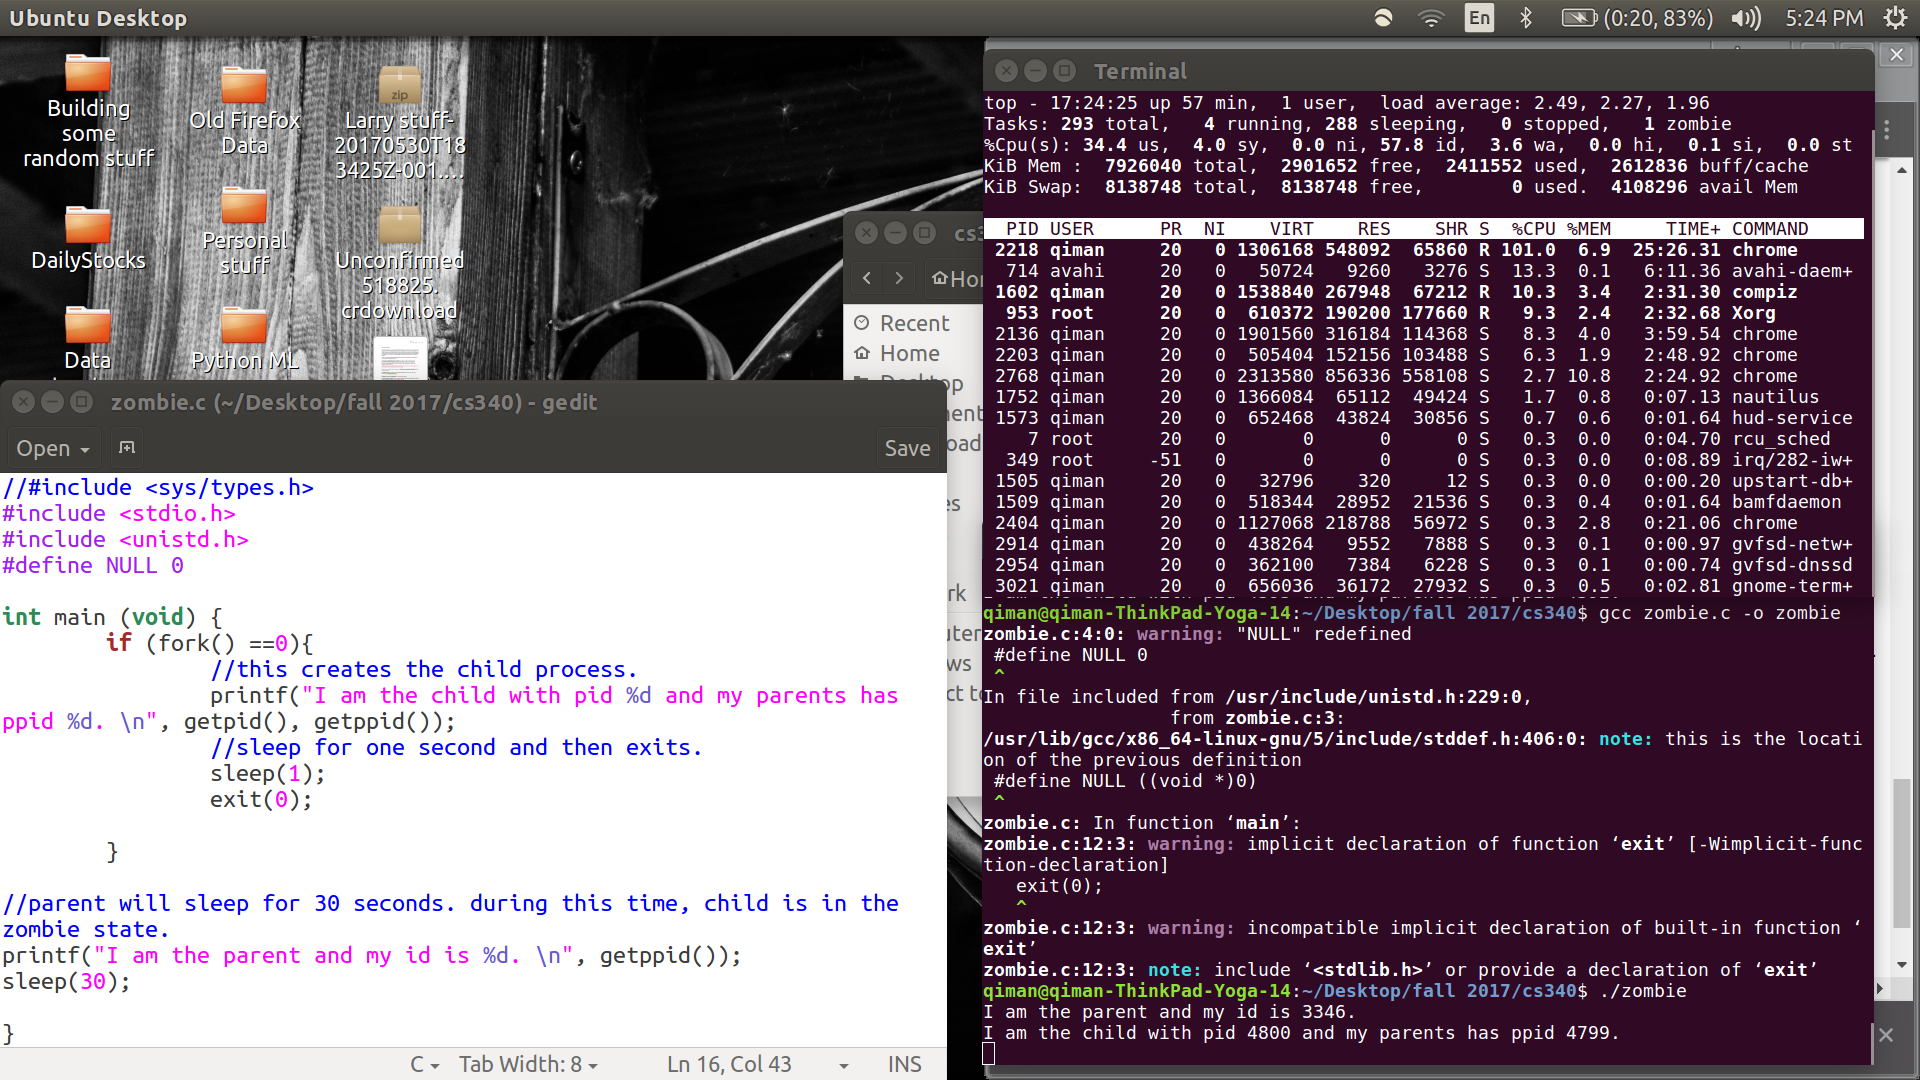 Ubuntu Desktop
En
(0:20, 83%)
5:24 PM
Building
some
random stuff
Old Firefox
Data
zip
Larry stuff-
20170530T18
3425Z-001....
DailyStocks
Personal
stuff
Unconfirmed
518825.
crdownload
Data
Python ML
Recent
Home
zombie.c (~/Desktop/fall 2017/cs340) - gedit
Open
Save
//#include <sys/types.h>
#include <stdio.h>
#include <unistd.h>
#define NULL 0
int main (void) {
if (fork() ==0){
//this creates the child process.
printf("I am the child with pid %d and my parents has
ppid %d. \n", getpid(), getppid());
//sleep for one second and then exits.
sleep(1);
exit(0);
}
//parent will sleep for 30 seconds. during this time, child is in the
zombie state.
printf("I am the parent and my id is %d. \n", getppid());
sleep(30);
}
C
Tab Width: 8
Ln 16, Col 43
INS
Terminal
top - 17:24:25 up 57 min,  1 user,  load average: 2.49, 2.27, 1.96
Tasks: 293 total,   4 running, 288 sleeping,   0 stopped,   1 zombie
%Cpu(s): 34.4 us,  4.0 sy,  0.0 ni, 57.8 id,  3.6 wa,  0.0 hi,  0.1 si,  0.0 st
KiB Mem :  7926040 total,  2901652 free,  2411552 used,  2612836 buff/cache
KiB Swap:  8138748 total,  8138748 free,        0 used.  4108296 avail Mem
PID USER PR NI VIRT RES SHR S %CPU %MEM TIME+ COMMAND
2218 qiman 20 0 1306168 548092 65860 R 101.0 6.9 25:26.31 chrome
714 avahi 20 0 50724 9260 3276 S 13.3 0.1 6:11.36 avahi-daem+
1602 qiman 20 0 1538840 267948 67212 R 10.3 3.4 2:31.30 compiz
953 root 20 0 610372 190200 177660 R 9.3 2.4 2:32.68 Xorg
2136 qiman 20 0 1901560 316184 114368 S 8.3 4.0 3:59.54 chrome
2203 qiman 20 0 505404 152156 103488 S 6.3 1.9 2:48.92 chrome
2768 qiman 20 0 2313580 856336 558108 S 2.7 10.8 2:24.92 chrome
1752 qiman 20 0 1366084 65112 49424 S 1.7 0.8 0:07.13 nautilus
1573 qiman 20 0 652468 43824 30856 S 0.7 0.6 0:01.64 hud-service
7 root 20 0 0 0 0 S 0.3 0.0 0:04.70 rcu_sched
349 root -51 0 0 0 0 S 0.3 0.0 0:08.89 irq/282-iw+
1505 qiman 20 0 32796 320 12 S 0.3 0.0 0:00.20 upstart-db+
1509 qiman 20 0 518344 28952 21536 S 0.3 0.4 0:01.64 bamfdaemon
2404 qiman 20 0 1127068 218788 56972 S 0.3 2.8 0:21.06 chrome
2914 qiman 20 0 438264 9552 7888 S 0.3 0.1 0:00.97 gvfsd-netw+
2954 qiman 20 0 362100 7384 6228 S 0.3 0.1 0:00.74 gvfsd-dnssd
3021 qiman 20 0 656036 36172 27932 S 0.3 0.5 0:02.81 gnome-term+
qiman@qiman-ThinkPad-Yoga-14:~/Desktop/fall 2017/cs340$ gcc zombie.c -o zombie
zombie.c:4:0: warning: "NULL" redefined
#define NULL 0
^
In file included from /usr/include/unistd.h:229:0,
from zombie.c:3:
/usr/lib/gcc/x86_64-linux-gnu/5/include/stddef.h:406:0: note: this is the locati
on of the previous definition
#define NULL ((void *)0)
^
zombie.c: In function ‘main’:
zombie.c:12:3: warning: implicit declaration of function ‘exit’ [-Wimplicit-func
tion-declaration]
exit(0);
^
zombie.c:12:3: warning: incompatible implicit declaration of built-in function ‘
exit’
zombie.c:12:3: note: include ‘<stdlib.h>’ or provide a declaration of ‘exit’
qiman@qiman-ThinkPad-Yoga-14:~/Desktop/fall 2017/cs340$ ./zombie
I am the parent and my id is 3346.
I am the child with pid 4800 and my parents has ppid 4799.